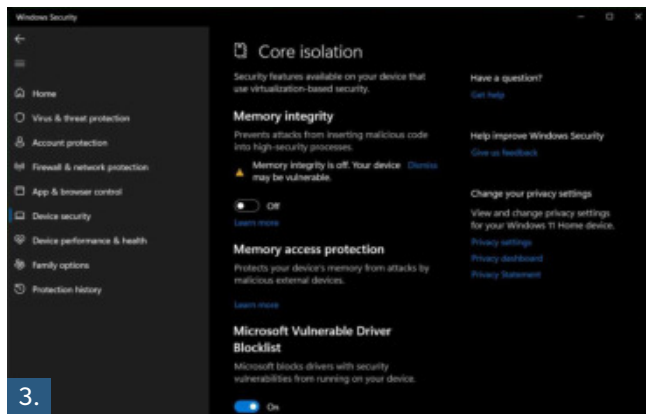 Windows Security
Home
Virus & threat protection
Account protection
Firewall & network protection
App & browser control
Device security
Device performance & health
Family options
Protection history
Core isolation
Security features available on your device that
use virtualization-based security.
Memory integrity
Prevents attacks from inserting malicious code
into high-security processes.
Memory integrity is off. Your device Dismiss
may be vulnerable.
Off
Learn more
Memory access protection
Protects your device's memory from attacks by
malicious external devices.
Learn more
Microsoft Vulnerable Driver
Blocklist
Microsoft blocks drivers with security
vulnerabilities from running on your device.
On
Have a question?
Get help
Help improve Windows Security
Give us feedback
Change your privacy settings
View and change privacy settings
for your Windows 11 Home device.
Privacy settings
Privacy dashboard
Privacy Statement
3.